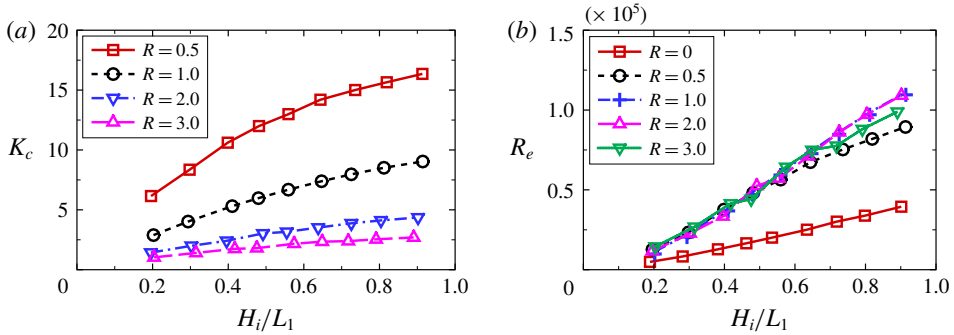 (a)
20
15
10
5
0
0.2 0.4 0.6 0.8 1.0
K_c
H_i/L_1
R = 0.5
R = 1.0
R = 2.0
R = 3.0
(b)
(× 10^5)
1.5
1.0
0.5
0
0.2 0.4 0.6 0.8 1.0
R_e
H_i/L_1
R = 0
R = 0.5
R = 1.0
R = 2.0
R = 3.0